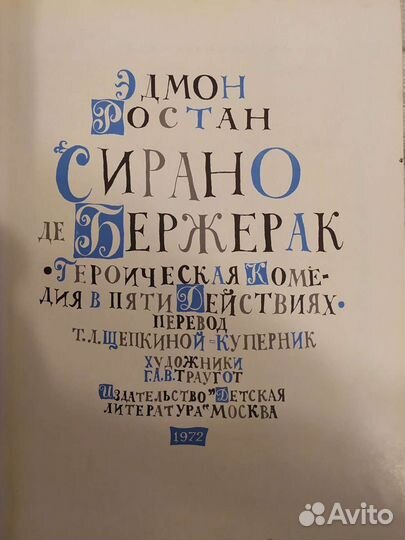 ЭДМОН
РОСТАН
СИРАНО
ДЕ БЕРЖЕРАК
•ГЕРОИЧЕСКАЯ КОМЕ-
ДИЯ В ПЯТИ ДЕЙСТВИЯХ•
ПЕРЕВОД
Т.Л.ЩЕПКИНОЙ-КУПЕРНИК
ХУДОЖНИКИ
Г.А.В.ТРАУГОТ
ИЗДАТЕЛЬСТВО "ДЕТСКАЯ
ЛИТЕРАТУРА" МОСКВА
1972
Avito